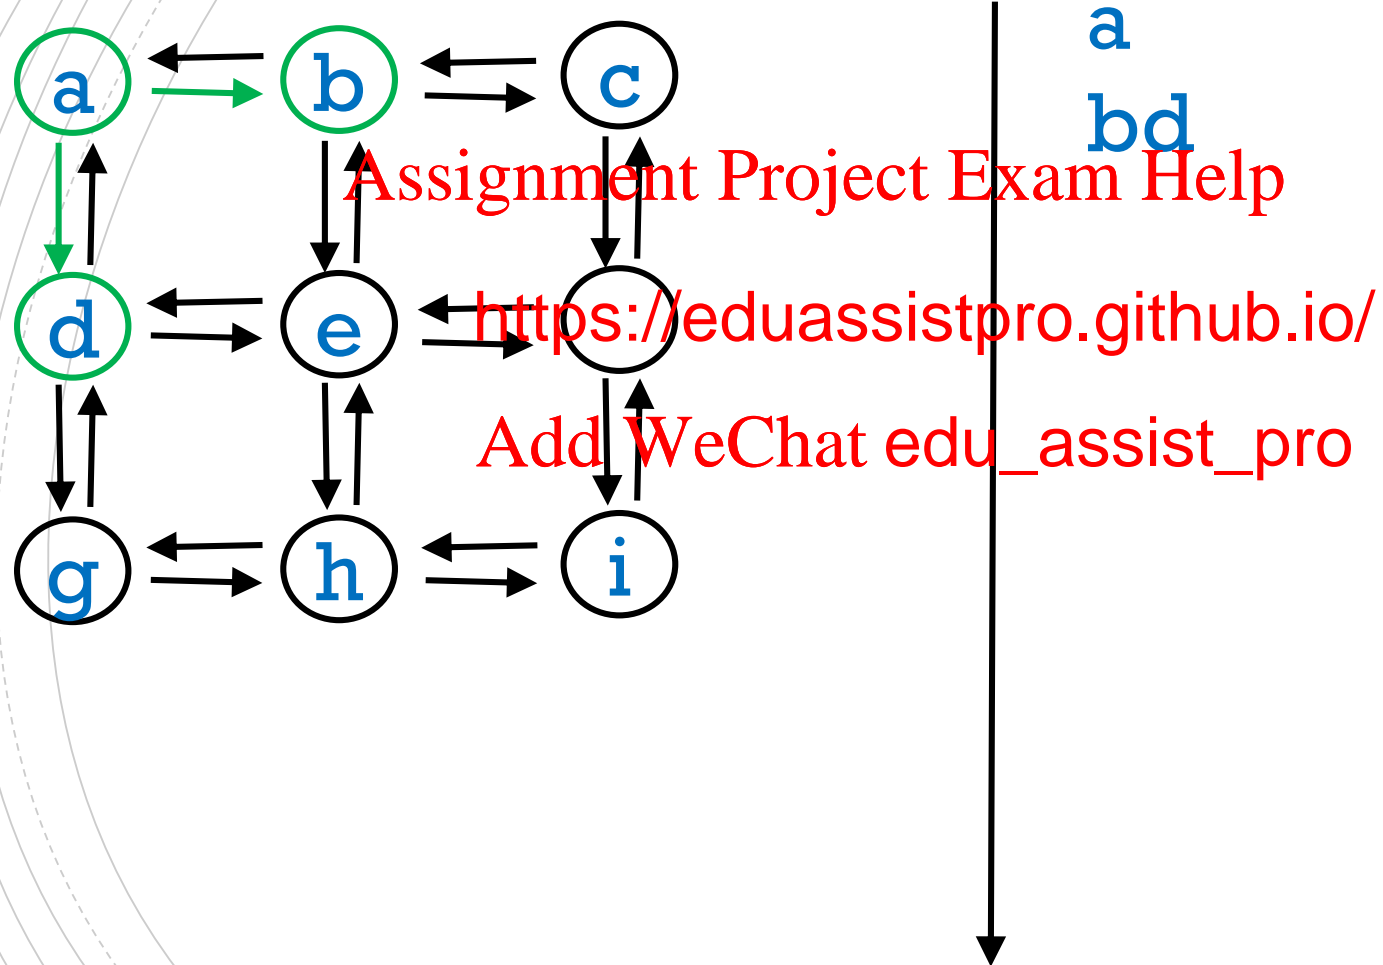 a b c
a
bd
Assignment Project Exam Help
d e
https://eduassistpro.github.io/
Add WeChat edu_assist_pro
g h i